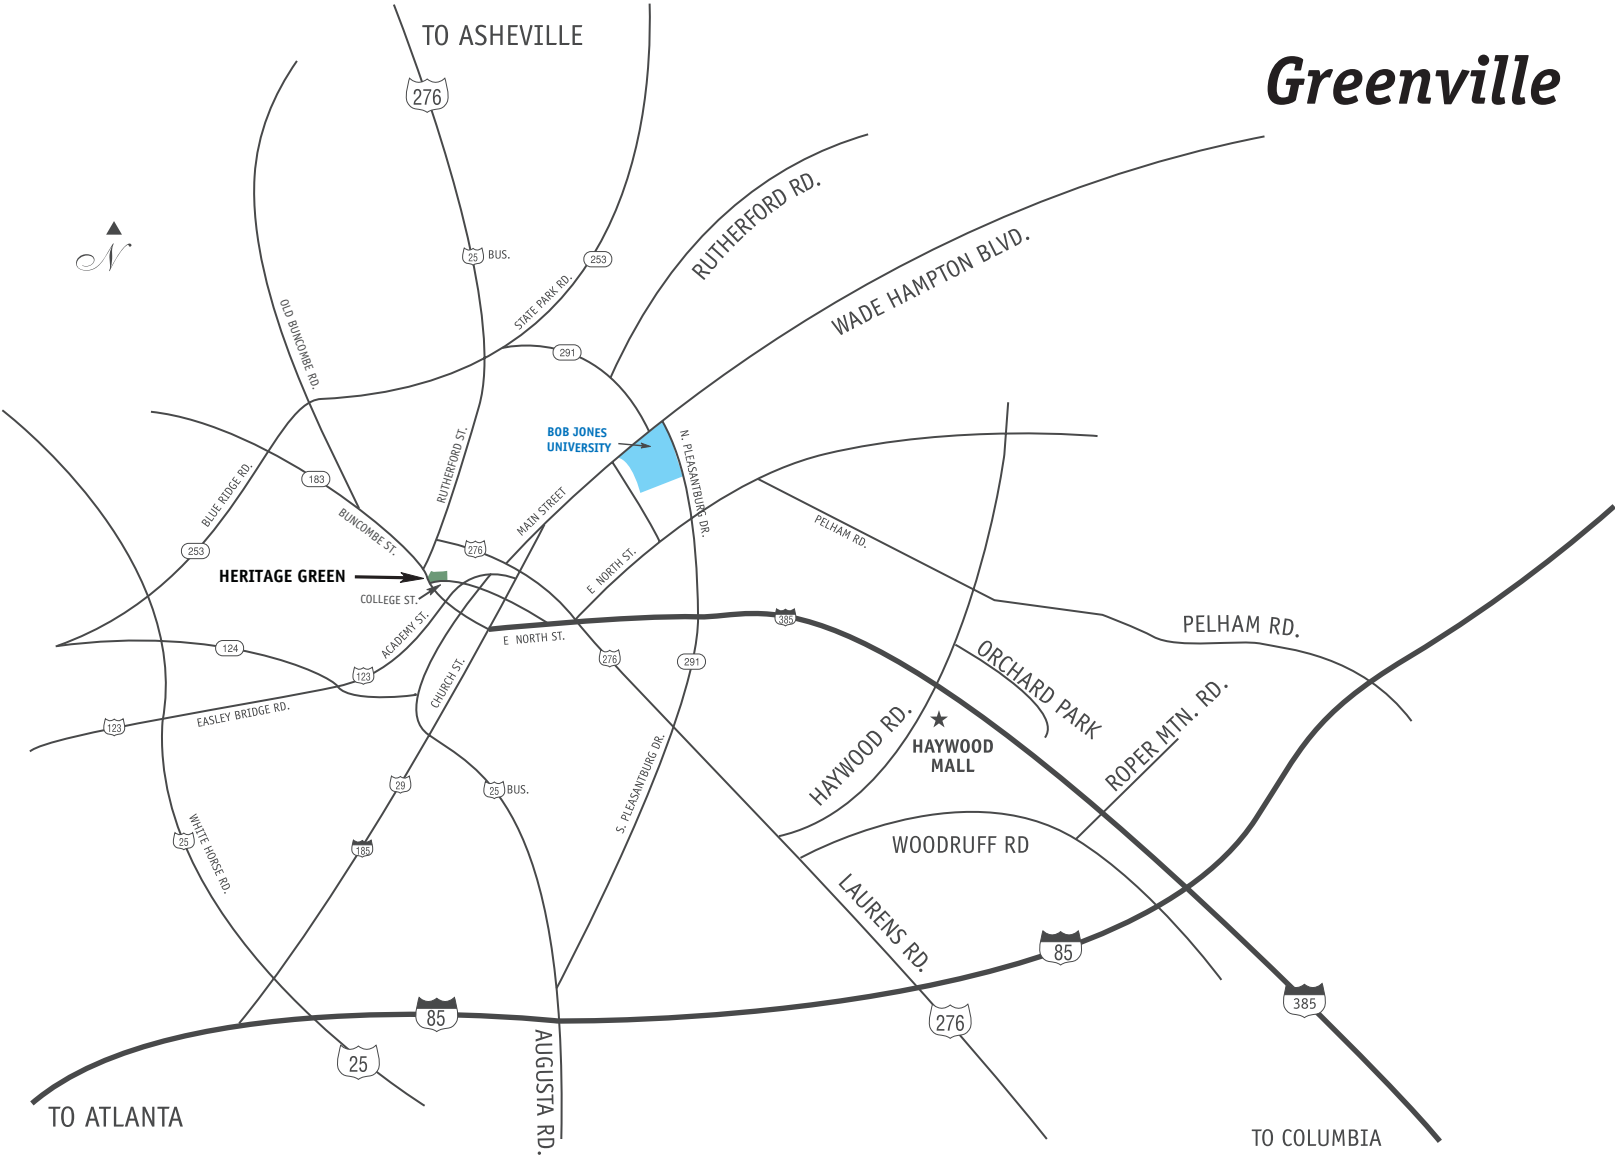 TO ASHEVILLE
Greenville
276
RUTHERFORD RD.
WADE HAMPTON BLVD.
N
25
BUS.
253
STATE PARK RD.
OLD BUNCOMBE RD.
291
BOB JONES
UNIVERSITY
N. PLEASANTBURG DR.
RUTHERFORD ST.
BLUE RIDGE RD.
183
MAIN STREET
BUNCOMBE ST.
PELHAM RD.
253
276
E NORTH ST.
HERITAGE GREEN
COLLEGE ST.
ACADEMY ST.
385
E NORTH ST.
PELHAM RD.
124
276
291
ORCHARD PARK
123
CHURCH ST.
ROPER MTN. RD.
EASLEY BRIDGE RD.
123
HAYWOOD RD.
HAYWOOD
MALL
S. PLEASANTBURG DR.
29
25
BUS.
25
WHITE HORSE RD.
185
WOODRUFF RD
LAURENS RD.
85
385
85
276
25
AUGUSTA RD.
TO ATLANTA
TO COLUMBIA